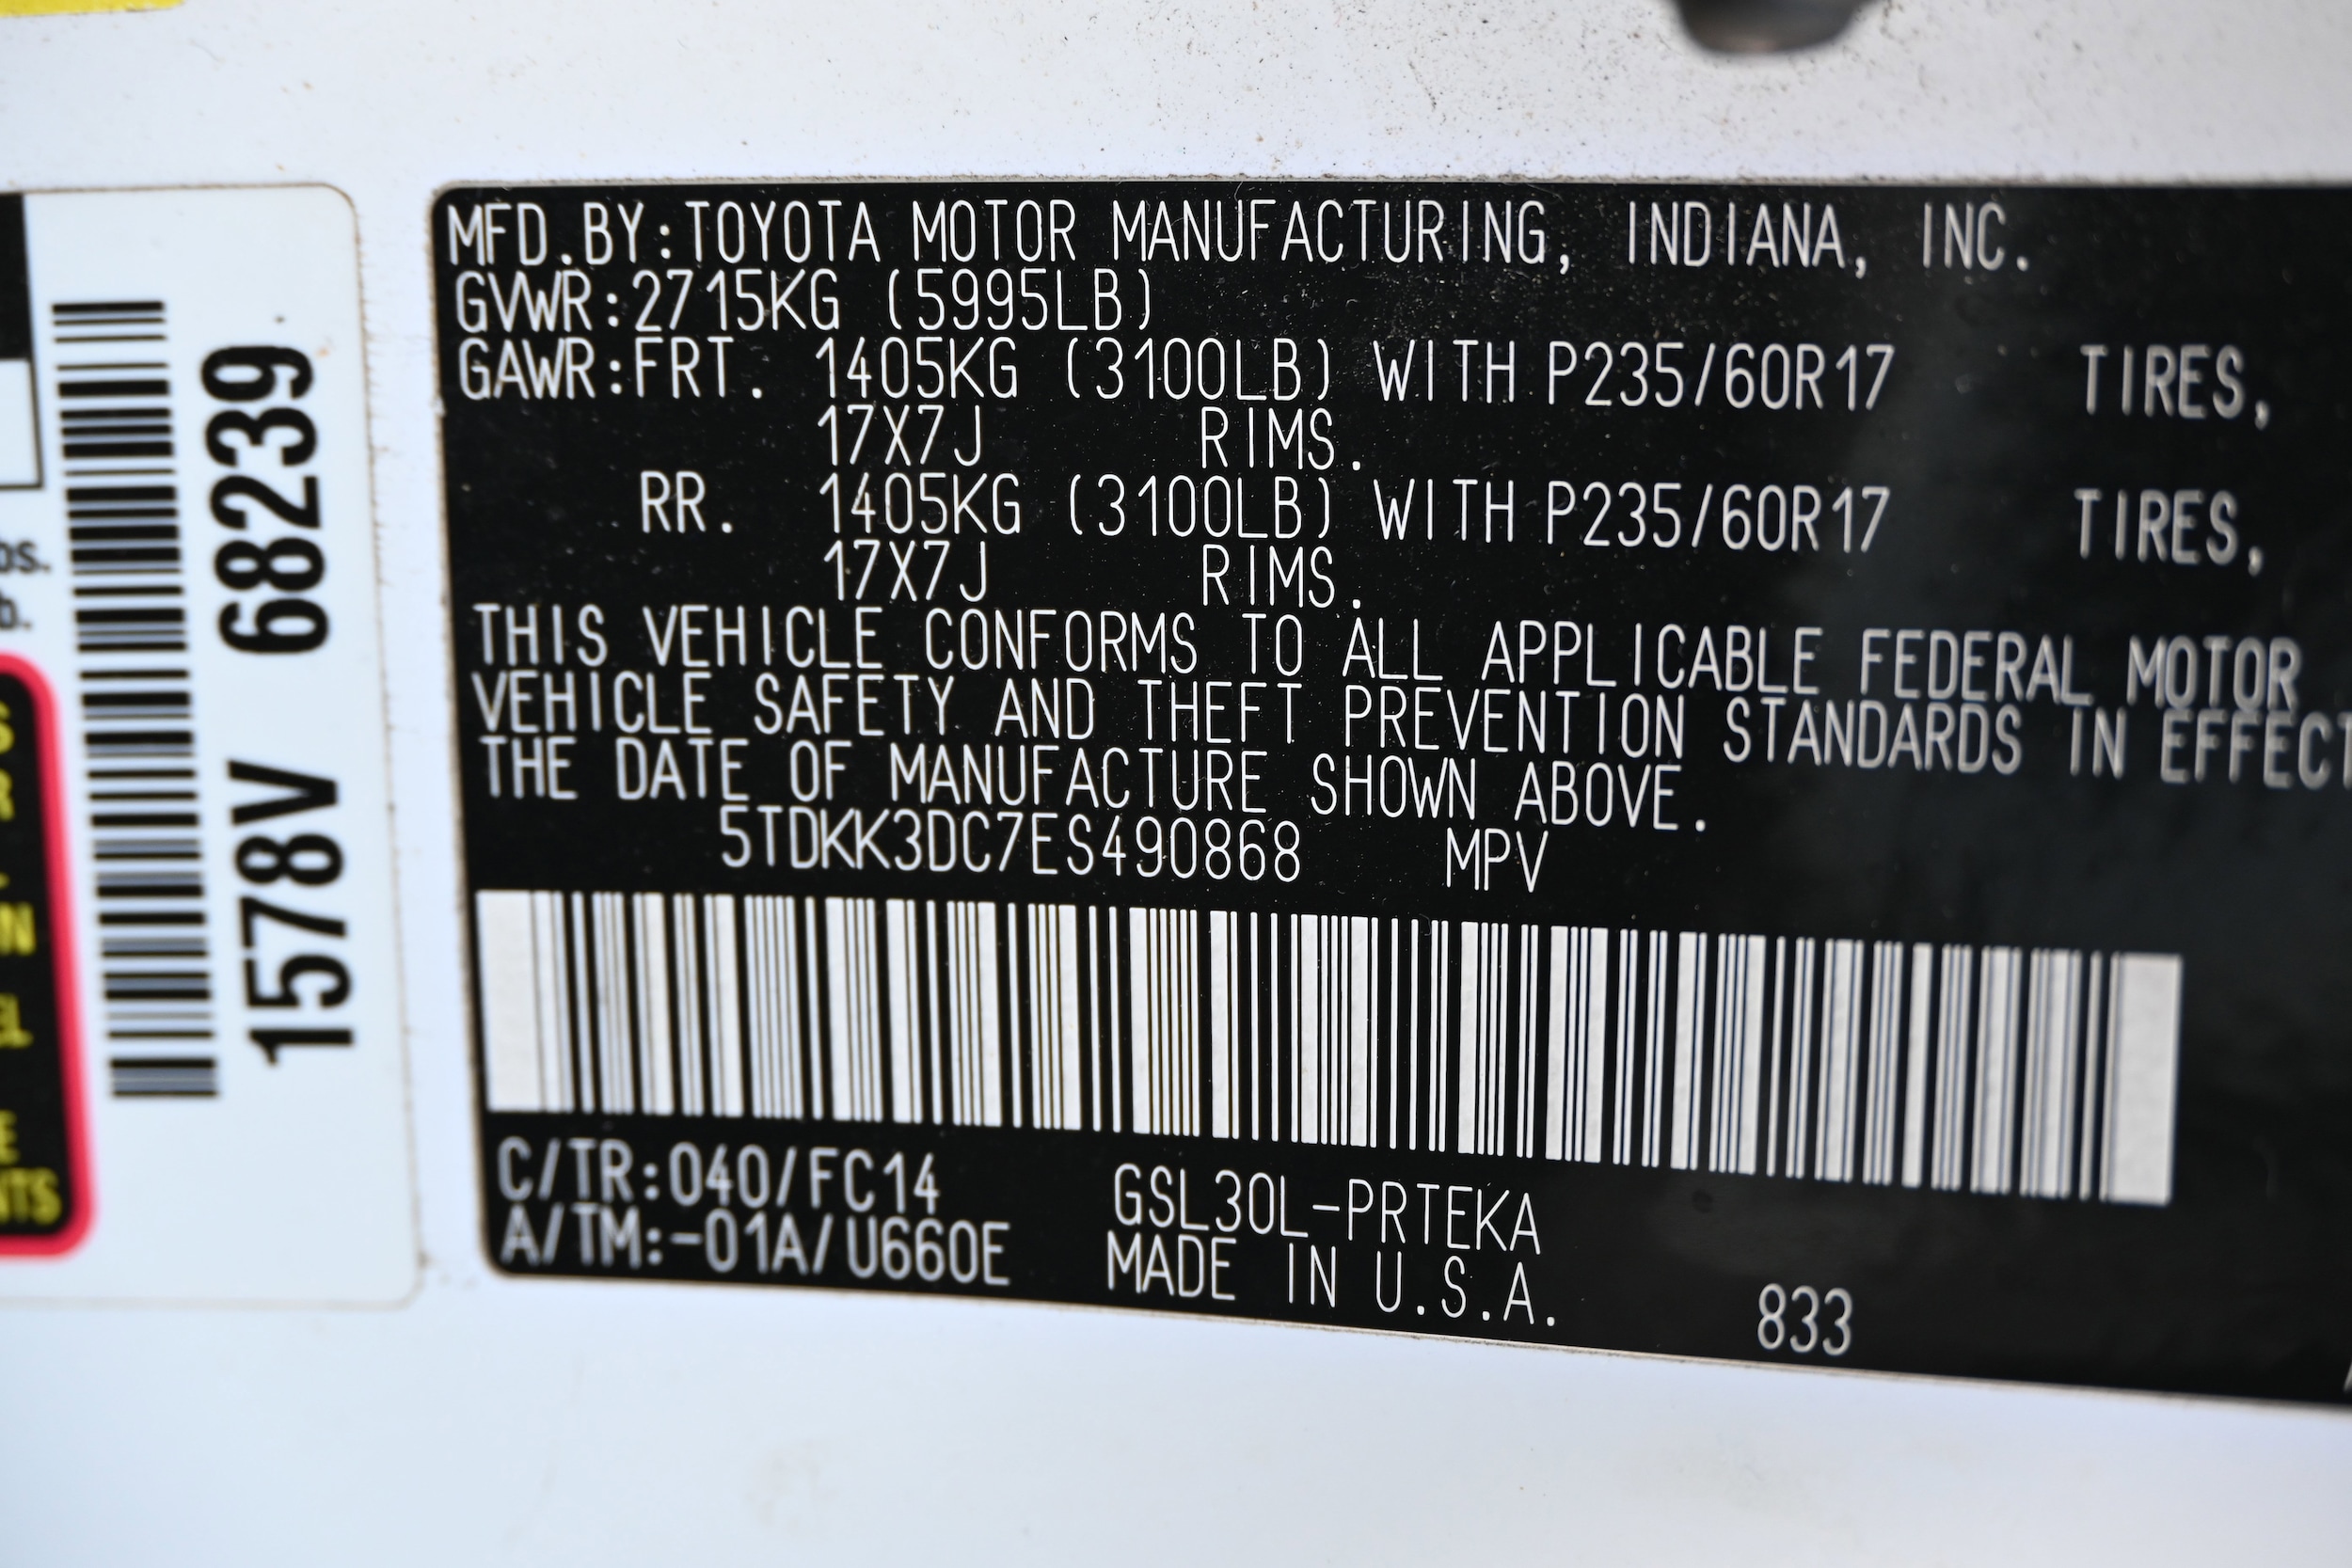 MFD.BY:TOYOTA MOTOR MANUFACTURING, INDIANA, INC.
GVWR:2715KG (5995LB)
GAWR:FRT. 1405KG (3100LB) WITH P235/60R17 TIRES,
17X7J RIMS.
RR. 1405KG (3100LB) WITH P235/60R17 TIRES,
17X7J RIMS.
THIS VEHICLE CONFORMS TO ALL APPLICABLE FEDERAL MOTOR
VEHICLE SAFETY AND THEFT PREVENTION STANDARDS IN EFFECT
THE DATE OF MANUFACTURE SHOWN ABOVE.
5TDKK3DC7ES490868 MPV
C/TR:040/FC14 GSL30L-PRTEKA
A/TM:-01A/U660E MADE IN U.S.A. 833
1578V 68239